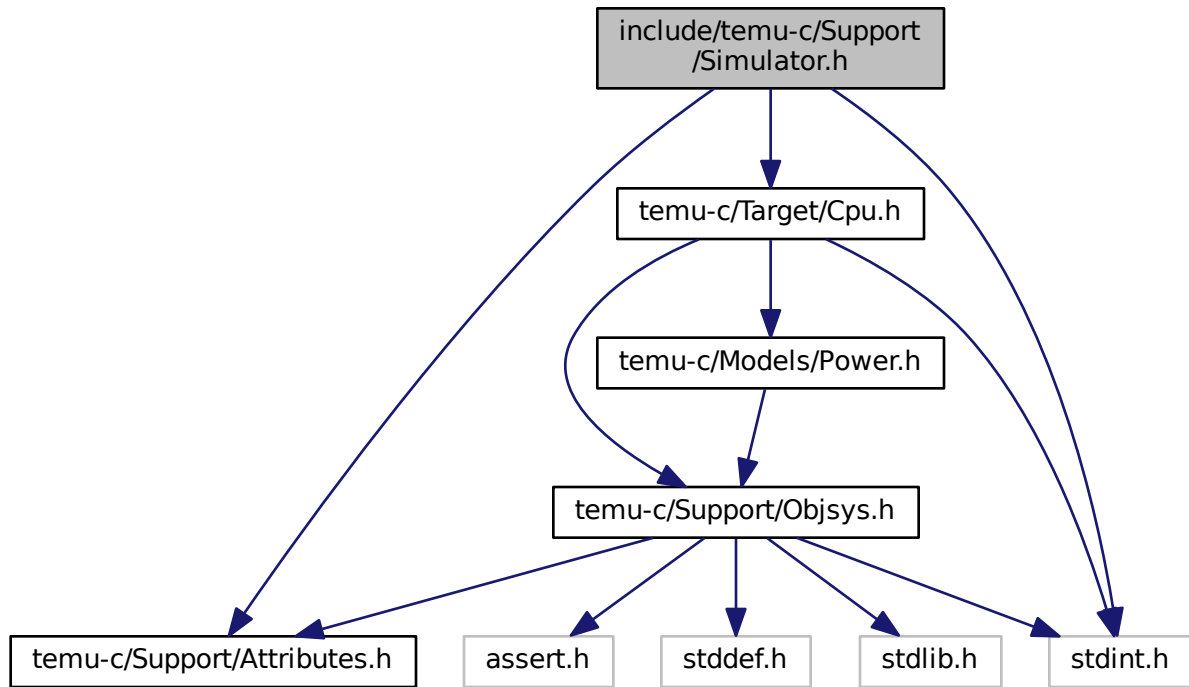 include/temu-c/Support
/Simulator.h
temu-c/Target/Cpu.h
temu-c/Models/Power.h
temu-c/Support/Objsys.h
temu-c/Support/Attributes.h
assert.h
stddef.h
stdlib.h
stdint.h